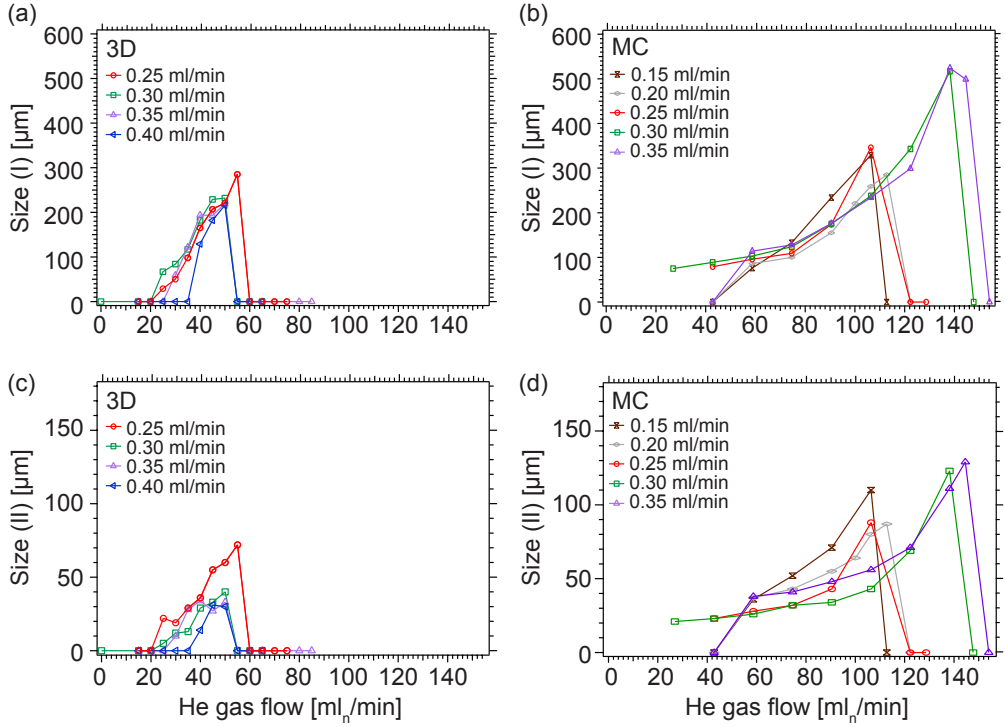 (a)
3D
0.25 ml/min
0.30 ml/min
0.35 ml/min
0.40 ml/min
Size (I) [µm]
600
500
400
300
200
100
0
0 20 40 60 80 100 120 140
(b)
MC
0.15 ml/min
0.20 ml/min
0.25 ml/min
0.30 ml/min
0.35 ml/min
Size (I) [µm]
600
500
400
300
200
100
0
0 20 40 60 80 100 120 140
(c)
3D
0.25 ml/min
0.30 ml/min
0.35 ml/min
0.40 ml/min
Size (II) [µm]
150
100
50
0
0 20 40 60 80 100 120 140
He gas flow [mlₙ/min]
(d)
MC
0.15 ml/min
0.20 ml/min
0.25 ml/min
0.30 ml/min
0.35 ml/min
Size (II) [µm]
150
100
50
0
0 20 40 60 80 100 120 140
He gas flow [mlₙ/min]